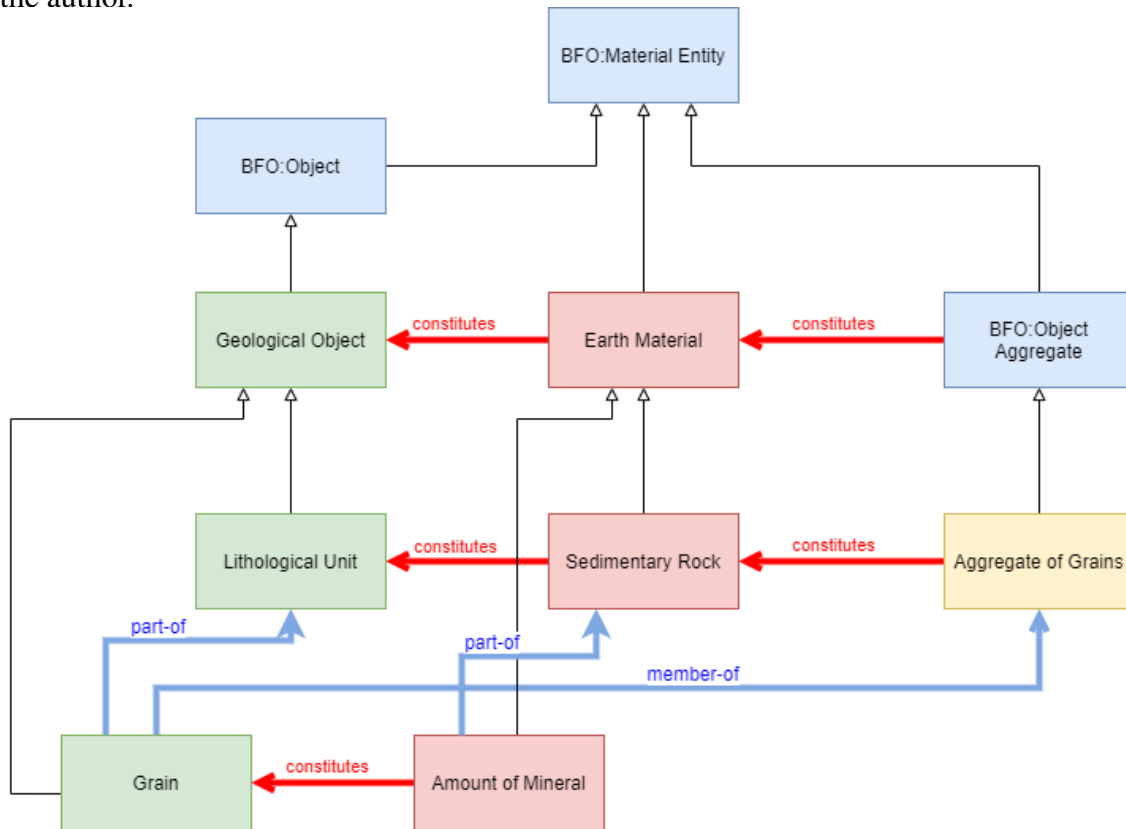 the author.
BFO:Material Entity
BFO:Object
Geological Object
constitutes
Earth Material
constitutes
BFO:Object
Aggregate
Lithological Unit
constitutes
Sedimentary Rock
constitutes
Aggregate of Grains
part-of
part-of
member-of
Grain
constitutes
Amount of Mineral